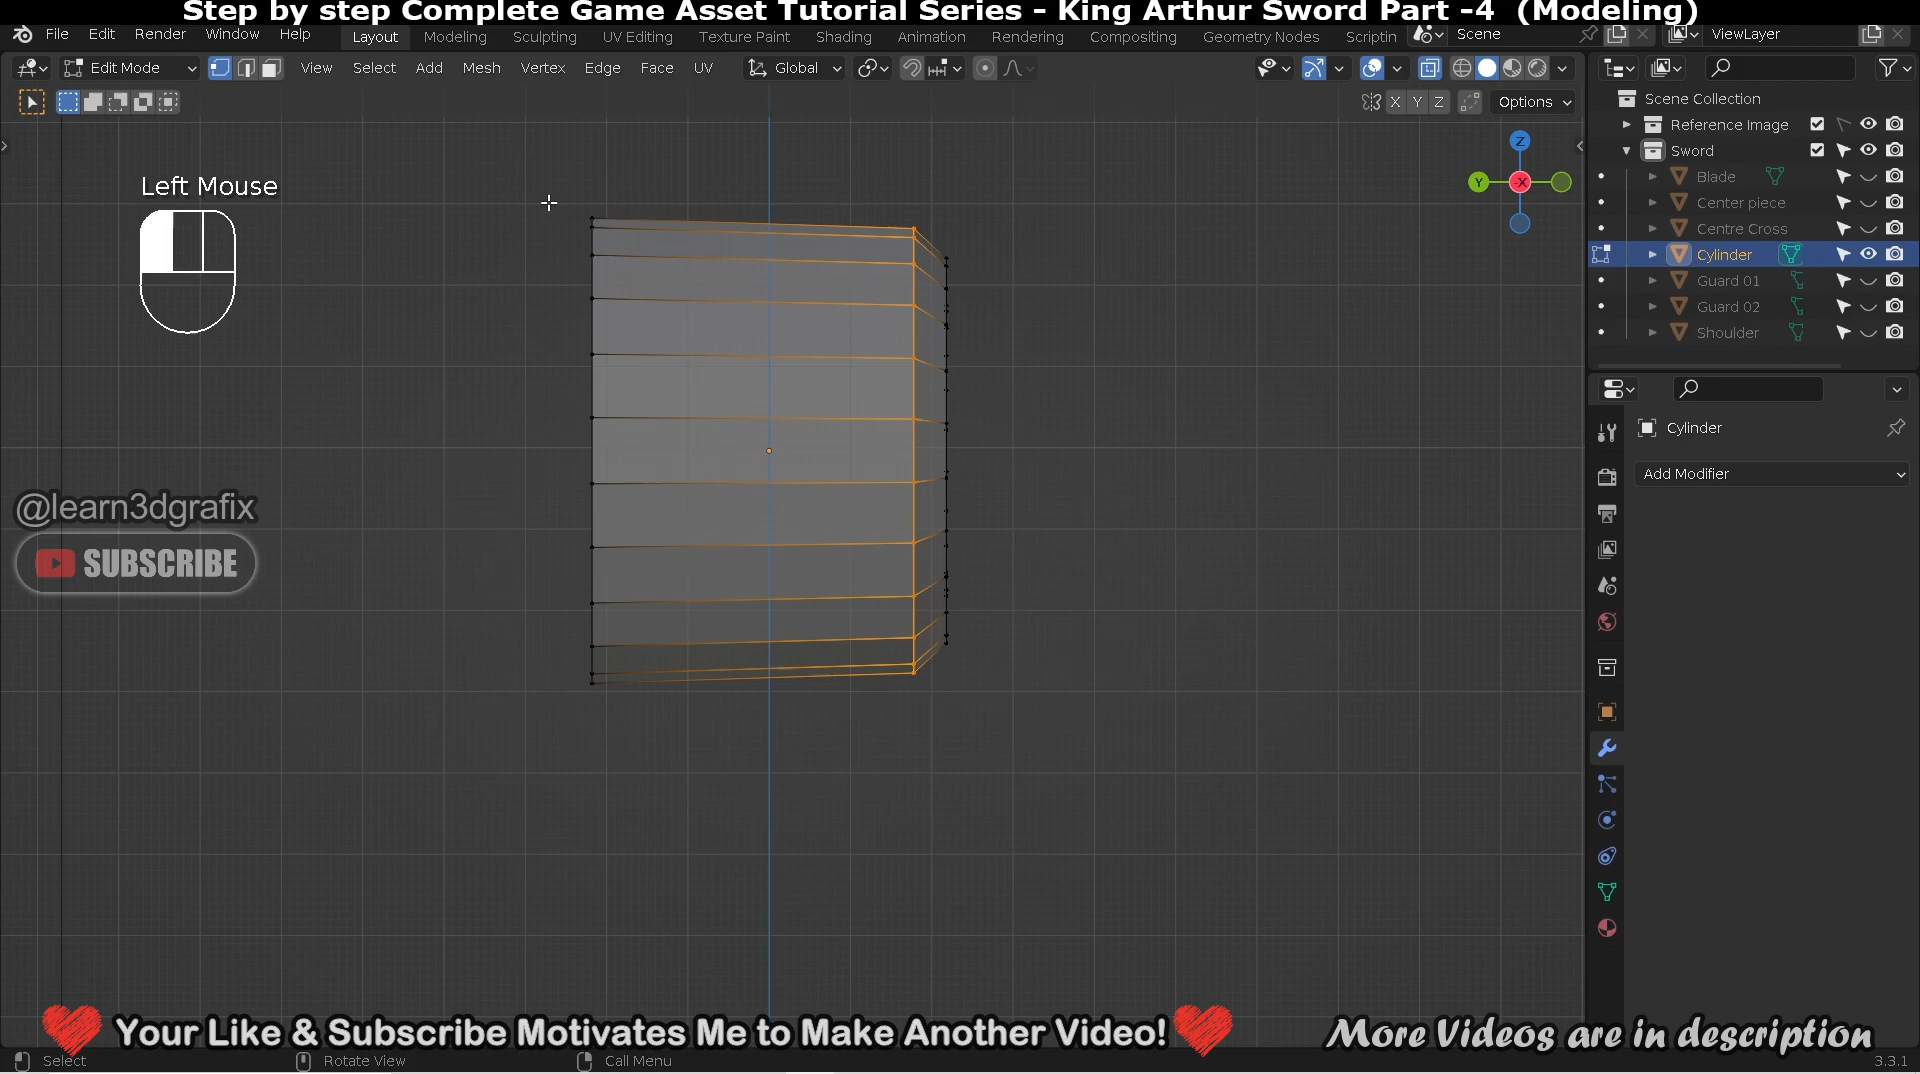 Step by step Complete Game Asset Tutorial Series - King Arthur Sword Part -4 (Modeling)
File Edit Render Window Help Layout Modeling Sculpting UV Editing Texture Paint Shading Animation Rendering Compositing Geometry Nodes Scriptin Scene ViewLayer
Edit Mode View Select Add Mesh Vertex Edge Face UV Global
X Y Z Options
Scene Collection
Reference Image
Sword
Blade
Center piece
Centre Cross
Cylinder
Guard 01
Guard 02
Shoulder
Z
Y
-X
Left Mouse
Cylinder
Add Modifier
@learn3dgrafix
SUBSCRIBE
Your Like & Subscribe Motivates Me to Make Another Video!
More Videos are in description
Select Rotate View Call Menu 3.3.1